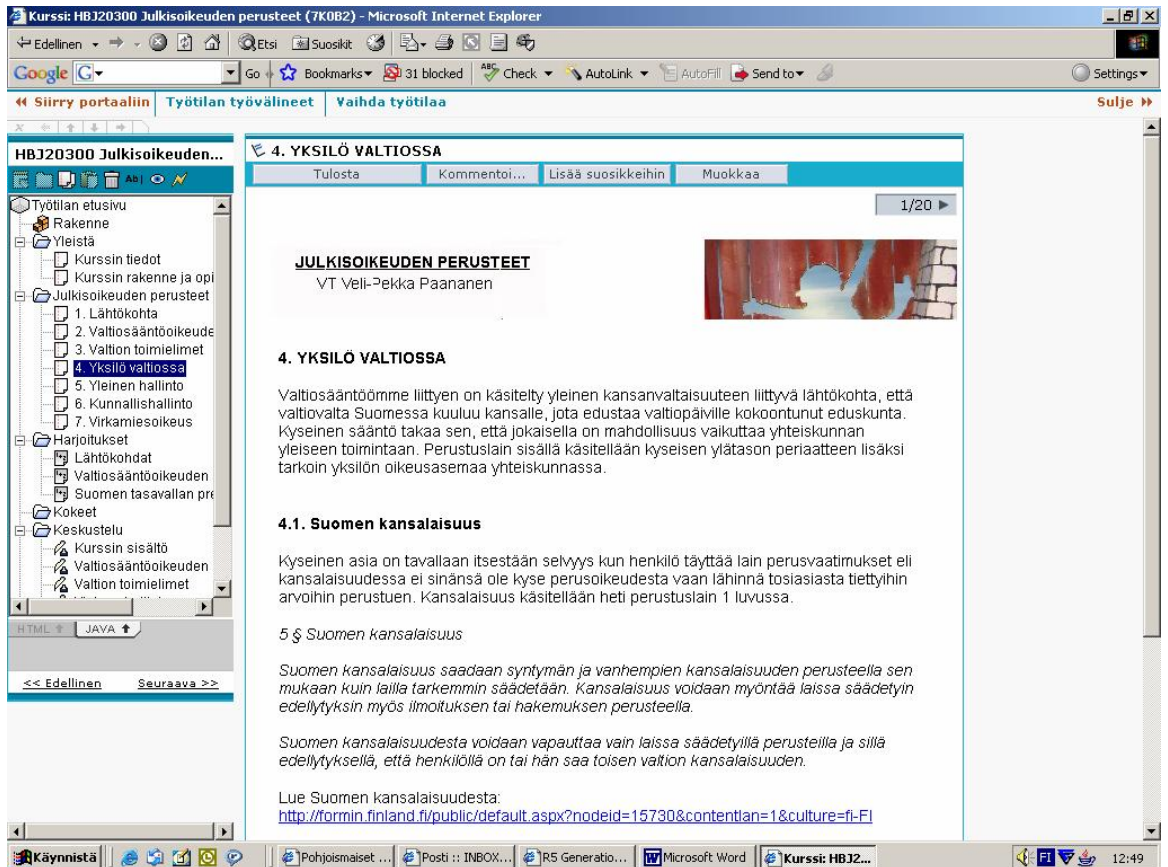 Kurssi: HBJ20300 Julkisoikeuden perusteet (7K0B2) - Microsoft Internet Explorer
Edellinen Etsi Suosikit
Google G Go Bookmarks 31 blocked Check AutoLink AutoFill Send to Settings
Siirry portaaliin Työtilan työvälineet Vaihda työtilaa Sulje
HBJ20300 Julkisoikeuden...
Työtilan etusivu
Rakenne
Yleistä
Kurssin tiedot
Kurssin rakenne ja opi
Julkisoikeuden perusteet
1. Lähtökohta
2. Valtiosääntöoikeude
3. Valtion toimielimet
4. Yksilö valtiossa
5. Yleinen hallinto
6. Kunnallishallinto
7. Virkamiesoikeus
Harjoitukset
Lähtökohdat
Valtiosääntöoikeuden
Suomen tasavallan pre
Kokeet
Keskustelu
Kurssin sisältö
Valtiosääntöoikeuden
Valtion toimielimet
HTML JAVA
<< Edellinen Seuraava >>
4. YKSILÖ VALTIOSSA
Tulosta Kommentoi... Lisää suosikkeihin Muokkaa
1/20
JULKISOIKEUDEN PERUSTEET
VT Veli-Pekka Paananen
4. YKSILÖ VALTIOSSA
Valtiosääntöömme liittyen on käsitelty yleinen kansanvaltaisuuteen liittyvä lähtökohta, että
valtiovalta Suomessa kuuluu kansalle, jota edustaa valtiopäiville kokoontunut eduskunta.
Kyseinen sääntö takaa sen, että jokaisella on mahdollisuus vaikuttaa yhteiskunnan
yleiseen toimintaan. Perustuslain sisällä käsitellään kyseisen ylätason periaatteen lisäksi
tarkoin yksilön oikeusasemaa yhteiskunnassa.
4.1. Suomen kansalaisuus
Kyseinen asia on tavallaan itsestään selvyys kun henkilö täyttää lain perusvaatimukset eli
kansalaisuudessa ei sinänsä ole kyse perusoikeudesta vaan lähinnä tosiasiasta tiettyihin
arvoihin perustuen. Kansalaisuus käsitellään heti perustuslain 1 luvussa.
5 § Suomen kansalaisuus
Suomen kansalaisuus saadaan syntymän ja vanhempien kansalaisuuden perusteella sen
mukaan kuin lailla tarkemmin säädetään. Kansalaisuus voidaan myöntää laissa säädetyin
edellytyksin myös ilmoituksen tai hakemuksen perusteella.
Suomen kansalaisuudesta voidaan vapauttaa vain laissa säädetyillä perusteilla ja sillä
edellytyksellä, että henkilöllä on tai hän saa toisen valtion kansalaisuuden.
Lue Suomen kansalaisuudesta:
http://formin.finland.fi/public/default.aspx?nodeid=15730&contentlan=1&culture=fi-FI
Käynnistä Pohjoismaiset ... Posti :: INBOX... R5 Generatio... Microsoft Word Kurssi: HBJ2... FI 12:49